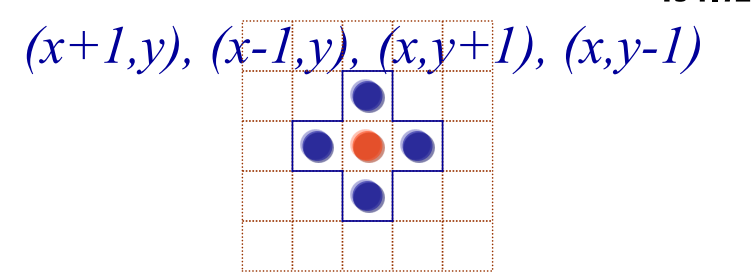 (x+1,y), (x-1,y), (x,y+1), (x,y-1)